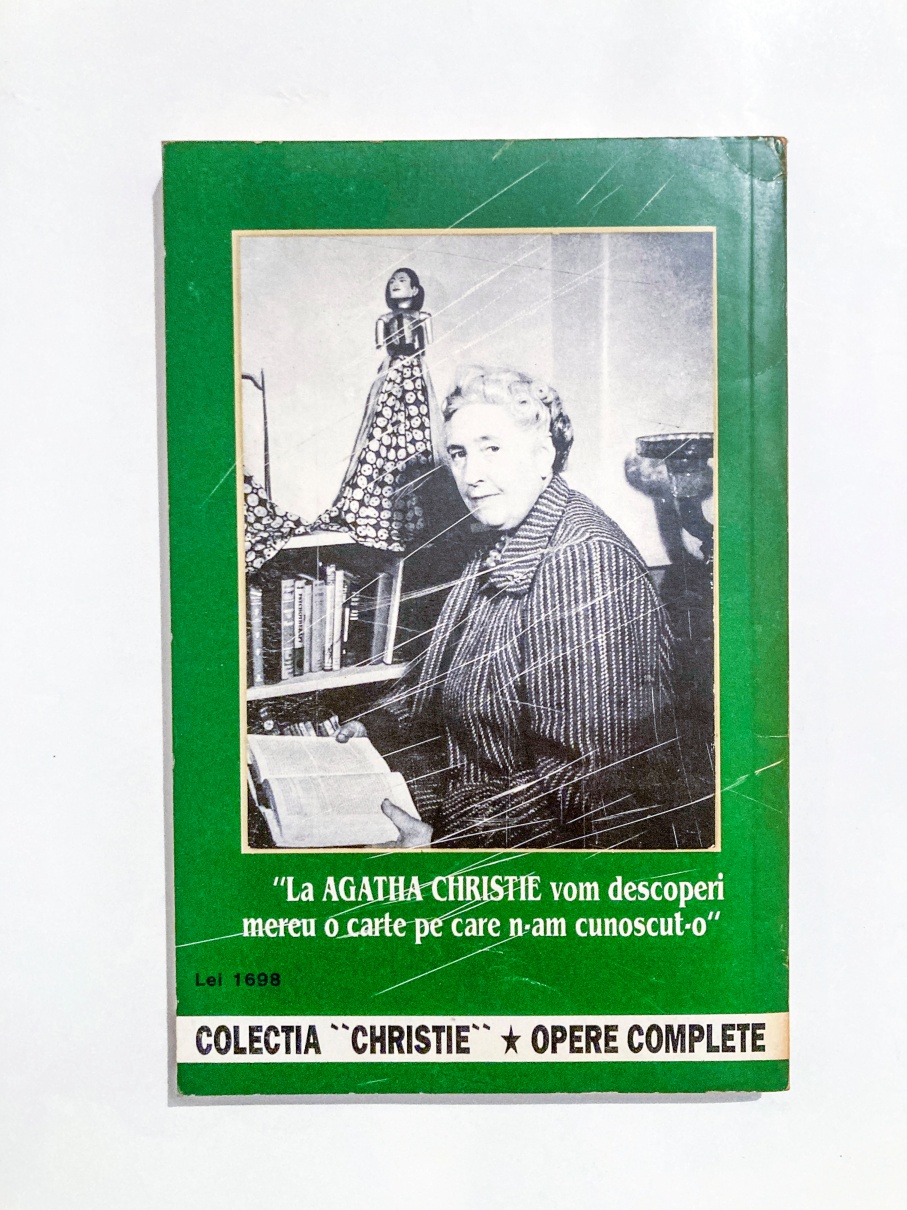 "La AGATHA CHRISTIE vom descoperi
mereu o carte pe care n-am cunoscut-o"
Lei 1698
COLECTIA ``CHRISTIE`` ★ OPERE COMPLETE